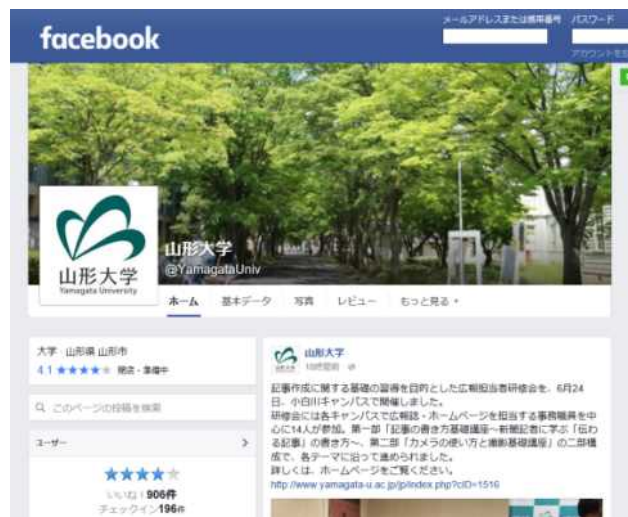 facebook
メールアドレスまたは携帯番号
パスワード
山形大学
Yamagata University
山形大学
@YamagataUniv
ホーム 基本データ 写真 レビュー もっと見る
大学 · 山形県 山形市
4.1 ★★★★★ 閉店・準備中
このページの投稿を検索
ユーザー
いいね！906件
チェックイン196件
山形大学
記事作成に関する基礎の習得を目的とした広報担当者研修会を、6月24
日、小白川キャンパスで開催しました。
研修会には各キャンパスで広報誌・ホームページを担当する事務職員を中
心に14人が参加。第一部「記事の書き方基礎講座～新聞記者に学ぶ「伝わ
る記事」の書き方～、第二部「カメラの使い方と撮影基礎講座」の二部構
成で、各テーマに沿って進められました。
詳しくは、ホームページをご覧ください。
http://www.yamagata-u.ac.jp/jp/index.php?cID=1516